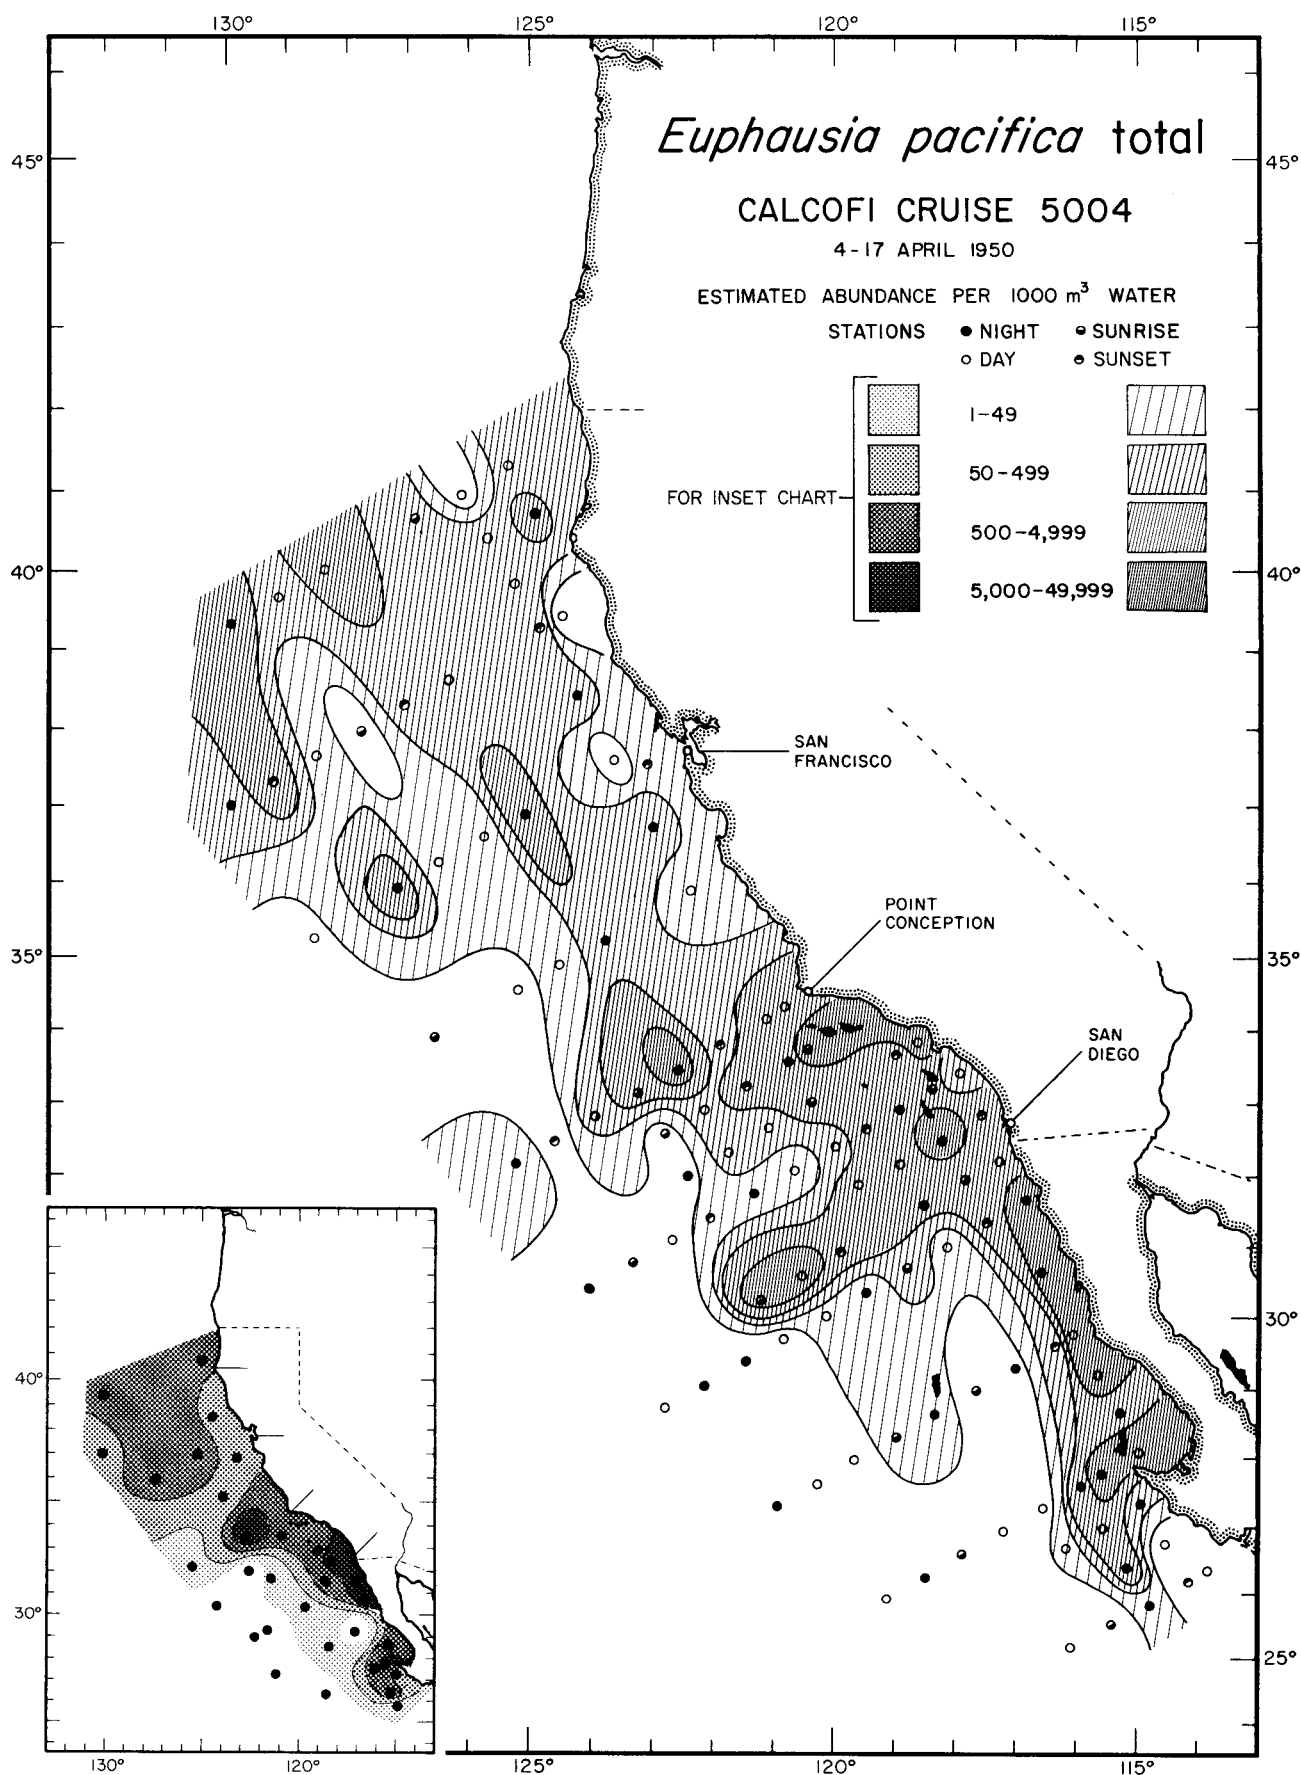 130° 125° 120° 115°
Euphausia pacifica total
45° 45°
CALCOFI CRUISE 5004
4-17 APRIL 1950
ESTIMATED ABUNDANCE PER 1000 m³ WATER
STATIONS ● NIGHT ◒ SUNRISE
○ DAY ◓ SUNSET
1-49
50-499
FOR INSET CHART
500-4,999
5,000-49,999
40° 40°
SAN
FRANCISCO
POINT
CONCEPTION
35° 35°
SAN
DIEGO
30°
40°
30°
25°
130° 120°
125° 120° 115°